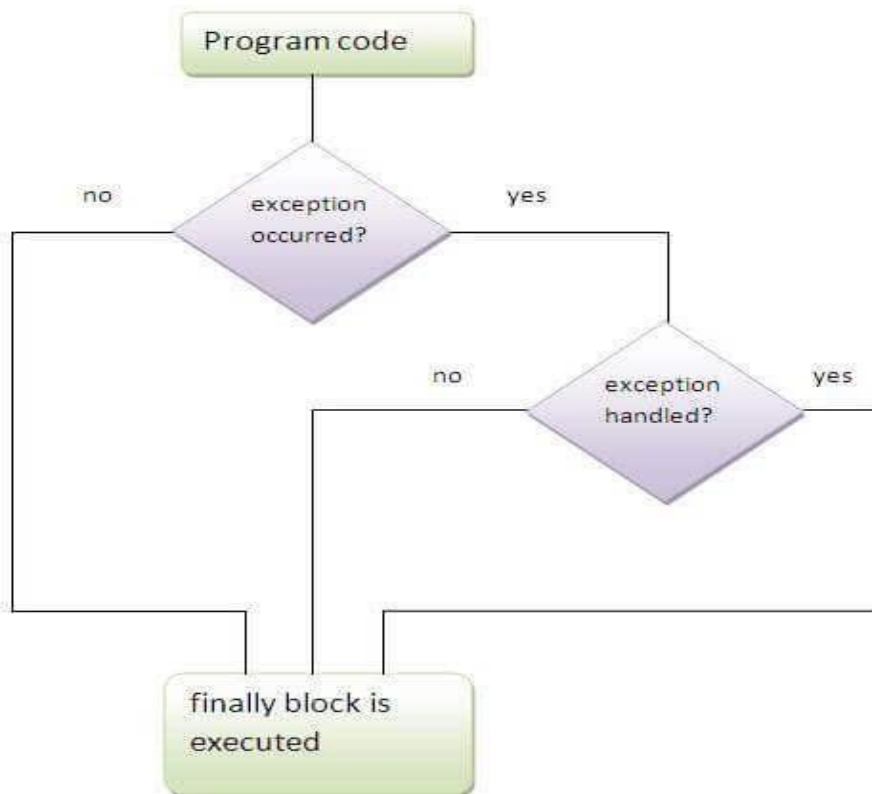 Program code
no
exception
occurred?
yes
no
exception
handled?
yes
finally block is
executed